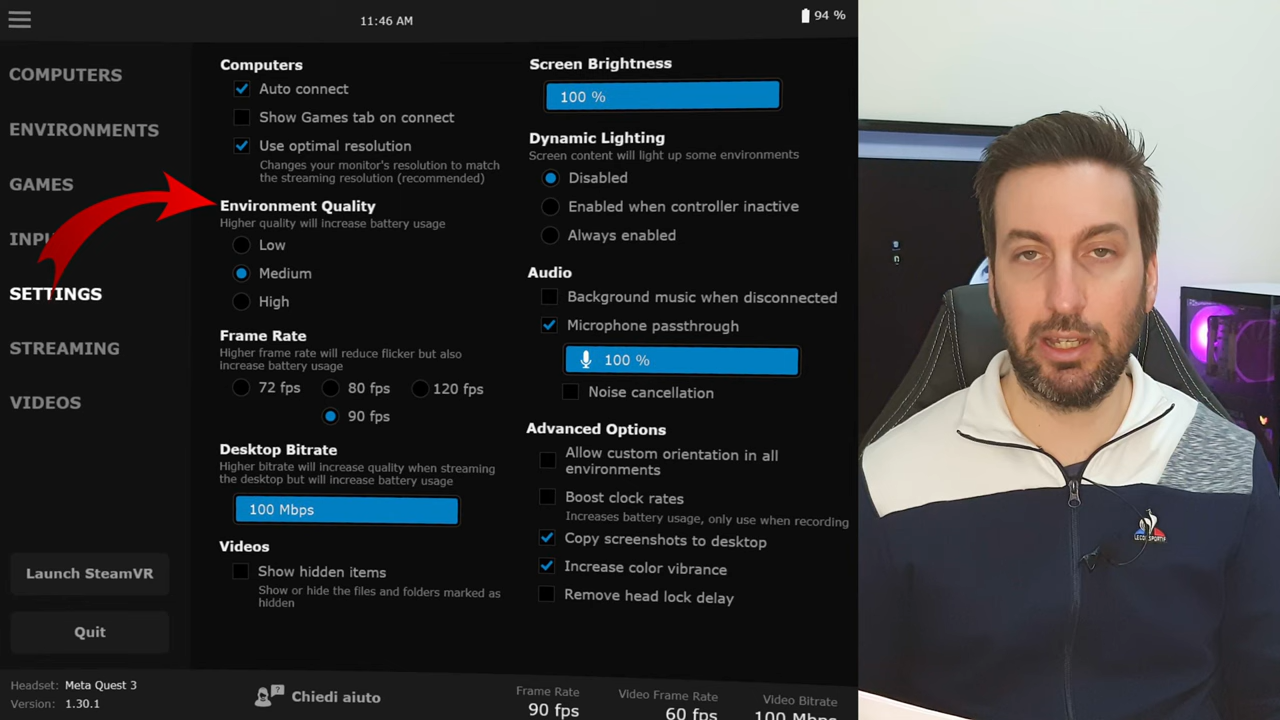 11:46 AM
94 %
COMPUTERS
ENVIRONMENTS
GAMES
SETTINGS
STREAMING
VIDEOS
Launch SteamVR
Quit
Headset: Meta Quest 3
Version: 1.30.1
Computers
Auto connect
Show Games tab on connect
Use optimal resolution
Changes your monitor's resolution to match
the streaming resolution (recommended)
Environment Quality
Higher quality will increase battery usage
Low
Medium
High
Frame Rate
Higher frame rate will reduce flicker but also
increase battery usage
72 fps
80 fps
120 fps
90 fps
Desktop Bitrate
Higher bitrate will increase quality when streaming
the desktop but will increase battery usage
100 Mbps
Videos
Show hidden items
Show or hide the files and folders marked as
hidden
Screen Brightness
100 %
Dynamic Lighting
Screen content will light up some environments
Disabled
Enabled when controller inactive
Always enabled
Audio
Background music when disconnected
Microphone passthrough
100 %
Noise cancellation
Advanced Options
Allow custom orientation in all
environments
Boost clock rates
Increases battery usage, only use when recording
Copy screenshots to desktop
Increase color vibrance
Remove head lock delay
Chiedi aiuto
Frame Rate
90 fps
Video Frame Rate
60 fps
Video Bitrate
100 Mbps